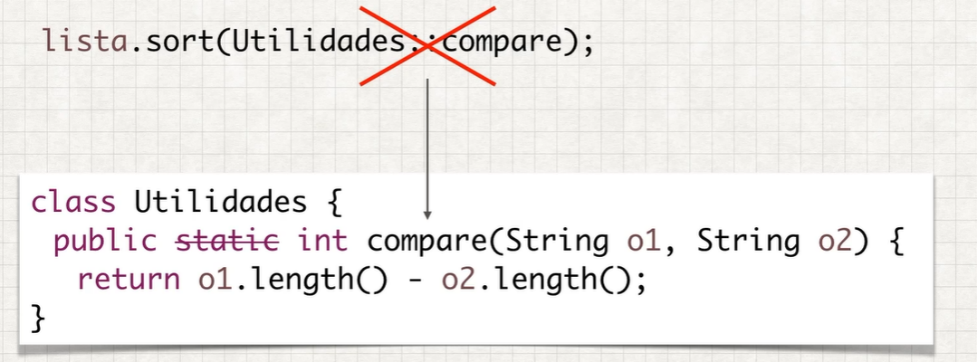 lista.sort(Utilidades::compare);
class Utilidades {
public static int compare(String o1, String o2) {
return o1.length() - o2.length();
}